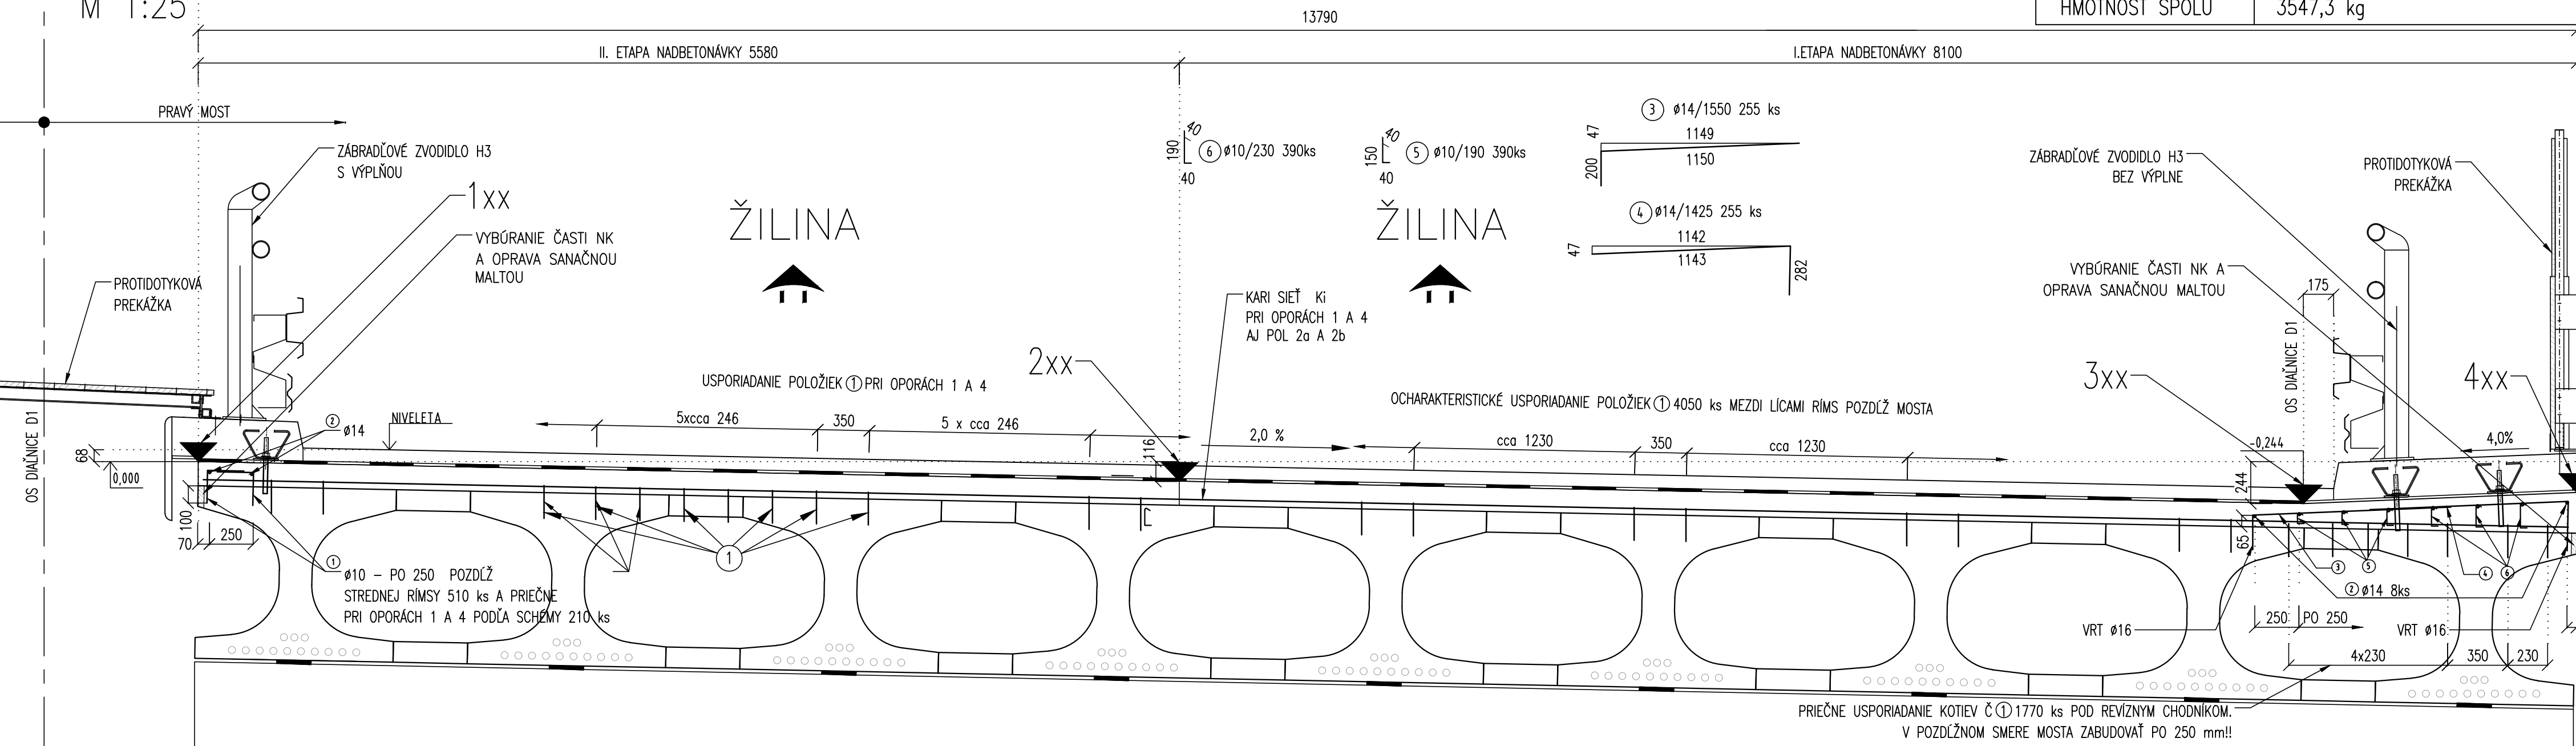 M 1:25
HMOTNOSŤ SPOLU 3547,3 kg
13790
II. ETAPA NADBETONÁVKY 5580
I.ETAPA NADBETONÁVKY 8100
PRAVÝ MOST
ZÁBRADĽOVÉ ZVODIDLO H3
S VÝPLŇOU
1xx
VYBÚRANIE ČASTI NK
A OPRAVA SANAČNOU
MALTOU
PROTIDOTYKOVÁ
PREKÁŽKA
ŽILINA
ŽILINA
190
40
40
6 ø10/230 390ks
150
40
40
5 ø10/190 390ks
3 ø14/1550 255 ks
47
1149
1150
200
4 ø14/1425 255 ks
47
1142
1143
282
ZÁBRADĽOVÉ ZVODIDLO H3
BEZ VÝPLNE
PROTIDOTYKOVÁ
PREKÁŽKA
VYBÚRANIE ČASTI NK A
OPRAVA SANAČNOU MALTOU
175
OS DIAĽNICE D1
KARI SIEŤ Ki
PRI OPORÁCH 1 A 4
AJ POL 2a A 2b
2xx
3xx
4xx
USPORIADANIE POLOŽIEK 1 PRI OPORÁCH 1 A 4
OCHARAKTERISTICKÉ USPORIADANIE POLOŽIEK 1 4050 ks MEDZI LÍCAMI RÍMS POZDĹŽ MOSTA
OS DIAĽNICE D1
68
0,000
2
ø14
NIVELETA
5xcca 246
350
5 x cca 246
116
2,0 %
cca 1230
350
cca 1230
-0,244
244
4,0%
100
70
250
1
1
ø10 – PO 250 POZDĹŽ
STREDNEJ RÍMSY 510 ks A PRIEČNE
PRI OPORÁCH 1 A 4 PODĽA SCHÉMY 210 ks
65
3
5
4
6
2 ø14 8ks
250
PO 250
VRT ø16
VRT ø16
4x230
350
230
PRIEČNE USPORIADANIE KOTIEV Č 1 1770 ks POD REVÍZNYM CHODNÍKOM.
V POZDĹŽNOM SMERE MOSTA ZABUDOVAŤ PO 250 mm!!